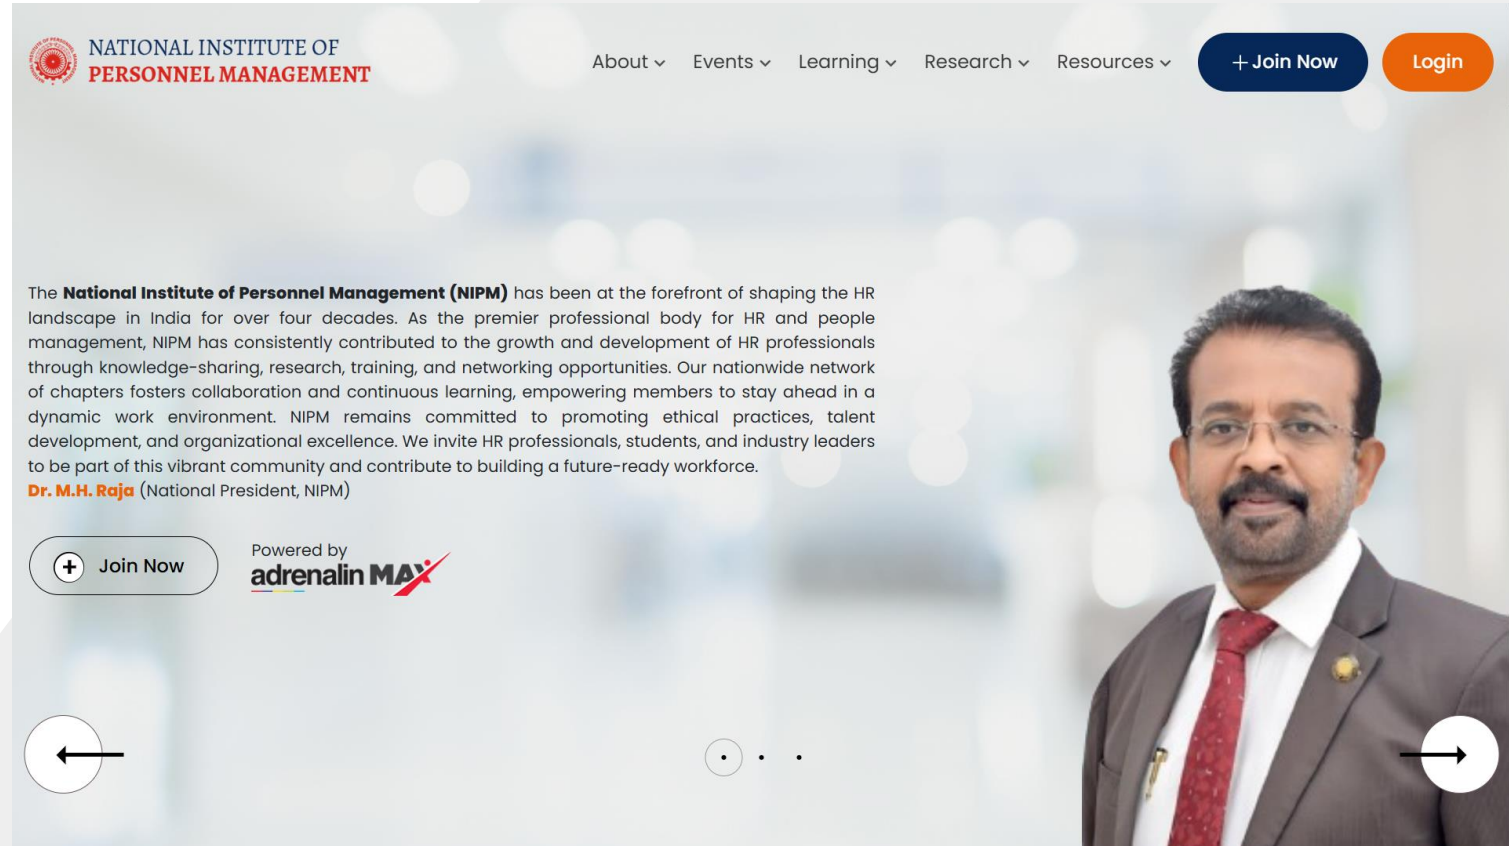 NATIONAL INSTITUTE OF
PERSONNEL MANAGEMENT
About
Events
Learning
Research
Resources
+ Join Now
Login
The National Institute of Personnel Management (NIPM) has been at the forefront of shaping the HR
landscape in India for over four decades. As the premier professional body for HR and people
management, NIPM has consistently contributed to the growth and development of HR professionals
through knowledge-sharing, research, training, and networking opportunities. Our nationwide network
of chapters fosters collaboration and continuous learning, empowering members to stay ahead in a
dynamic work environment. NIPM remains committed to promoting ethical practices, talent
development, and organizational excellence. We invite HR professionals, students, and industry leaders
to be part of this vibrant community and contribute to building a future-ready workforce.
Dr. M.H. Raja (National President, NIPM)
Join Now
Powered by
adrenalin MAX